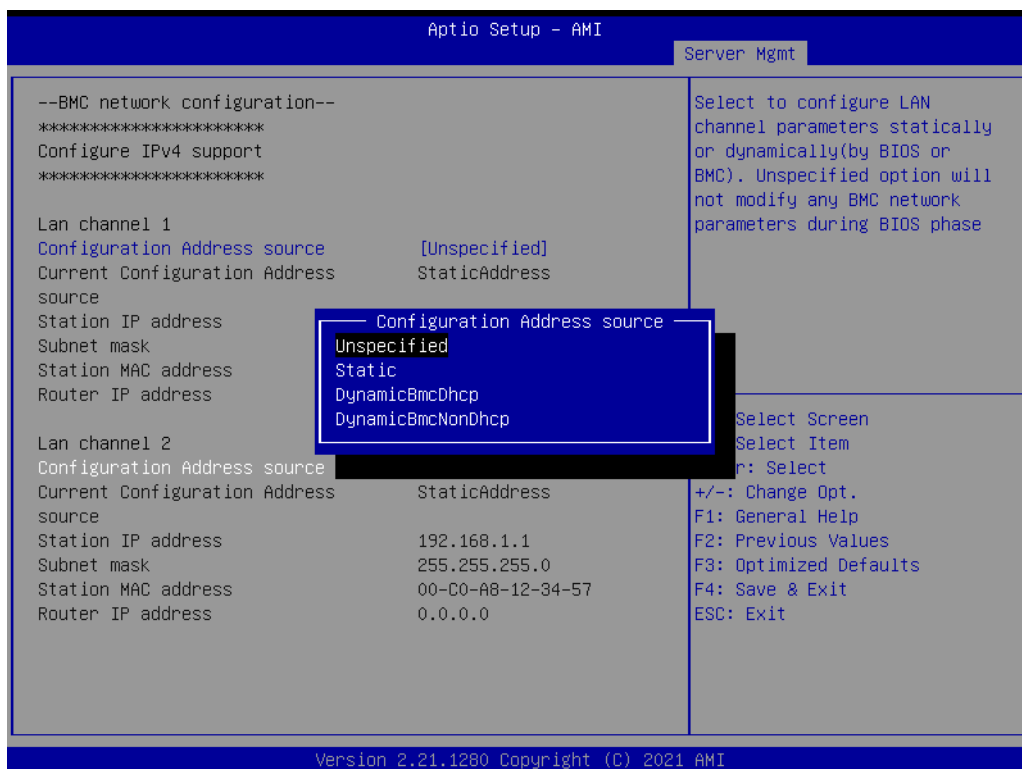 Aptio Setup – AMI
Server Mgmt
--BMC network configuration--
**********************
Configure IPv4 support
**********************
Lan channel 1
Configuration Address source [Unspecified]
Current Configuration Address StaticAddress
source
Station IP address
Subnet mask
Station MAC address
Router IP address
Lan channel 2
Configuration Address source
Current Configuration Address StaticAddress
source
Station IP address 192.168.1.1
Subnet mask 255.255.255.0
Station MAC address 00-C0-A8-12-34-57
Router IP address 0.0.0.0
Configuration Address source
Unspecified
Static
DynamicBmcDhcp
DynamicBmcNonDhcp
Select to configure LAN
channel parameters statically
or dynamically(by BIOS or
BMC). Unspecified option will
not modify any BMC network
parameters during BIOS phase
Select Screen
Select Item
r: Select
+/-: Change Opt.
F1: General Help
F2: Previous Values
F3: Optimized Defaults
F4: Save & Exit
ESC: Exit
Version 2.21.1280 Copyright (C) 2021 AMI